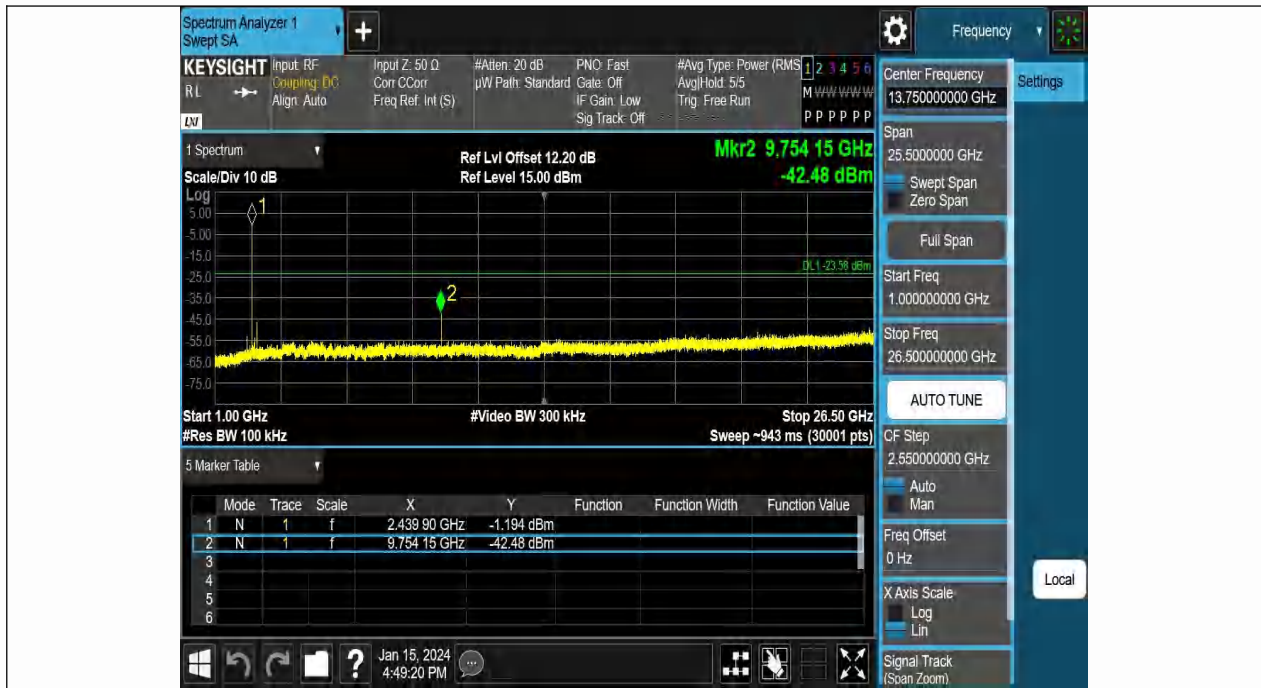 Spectrum Analyzer 1
Swept SA
+
Frequency
KEYSIGHT
RL
LXI
Input: RF
Coupling: DC
Align: Auto
Input Z: 50 Ω
Corr CCorr
Freq Ref: Int (S)
#Atten: 20 dB
µW Path: Standard
PNO: Fast
Gate: Off
IF Gain: Low
Sig Track: Off
#Avg Type: Power (RMS
Avg|Hold: 5/5
Trig: Free Run
1 2 3 4 5 6
M W W W W W
P P P P P P
1 Spectrum
Scale/Div 10 dB
Ref Lvl Offset 12.20 dB
Ref Level 15.00 dBm
Mkr2 9.754 15 GHz
-42.48 dBm
Log
5.00
-5.00
-15.0
-25.0
-35.0
-45.0
-55.0
-65.0
-75.0
1
2
DL1 -23.58 dBm
Start 1.00 GHz
#Res BW 100 kHz
#Video BW 300 kHz
Stop 26.50 GHz
Sweep ~943 ms (30001 pts)
5 Marker Table
Mode Trace Scale X Y Function Function Width Function Value
1 N 1 f 2.439 90 GHz -1.194 dBm
2 N 1 f 9.754 15 GHz -42.48 dBm
3
4
5
6
Jan 15, 2024
4:49:20 PM
?
Center Frequency
13.750000000 GHz
Settings
Span
25.5000000 GHz
Swept Span
Zero Span
Full Span
Start Freq
1.000000000 GHz
Stop Freq
26.500000000 GHz
AUTO TUNE
CF Step
2.550000000 GHz
Auto
Man
Freq Offset
0 Hz
X Axis Scale
Log
Lin
Local
Signal Track
(Span Zoom)